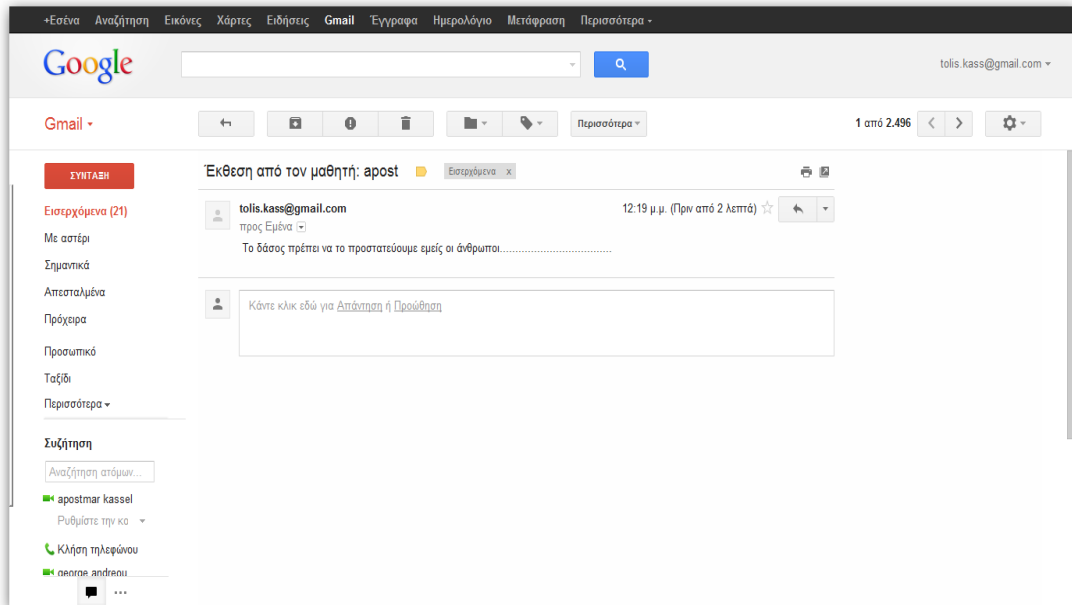 +Εσένα Αναζήτηση Εικόνες Χάρτες Ειδήσεις Gmail Έγγραφα Ημερολόγιο Μετάφραση Περισσότερα
Google
tolis.kass@gmail.com
Gmail
Περισσότερα
1 από 2.496
ΣΥΝΤΑΞΗ
Έκθεση από τον μαθητή: apost
Εισερχόμενα x
Εισερχόμενα (21)
tolis.kass@gmail.com
12:19 μ.μ. (Πριν από 2 λεπτά)
προς Εμένα
Με αστέρι
Το δάσος πρέπει να το προστατεύουμε εμείς οι άνθρωποι....................................
Σημαντικά
Απεσταλμένα
Κάντε κλικ εδώ για Απάντηση ή Προώθηση
Πρόχειρα
Προσωπικό
Ταξίδι
Περισσότερα
Συζήτηση
Αναζήτηση ατόμων...
apostmar kassel
Ρυθμίστε την κα
Κλήση τηλεφώνου
george andreou